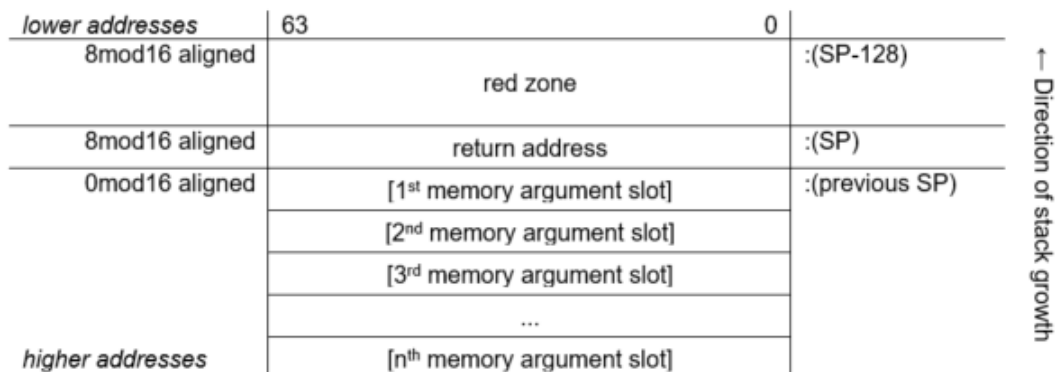 lower addresses 63 0
8mod16 aligned :(SP-128)
red zone
8mod16 aligned return address :(SP)
0mod16 aligned [1st memory argument slot] :(previous SP)
[2nd memory argument slot]
[3rd memory argument slot]
...
higher addresses [nth memory argument slot]
← Direction of stack growth